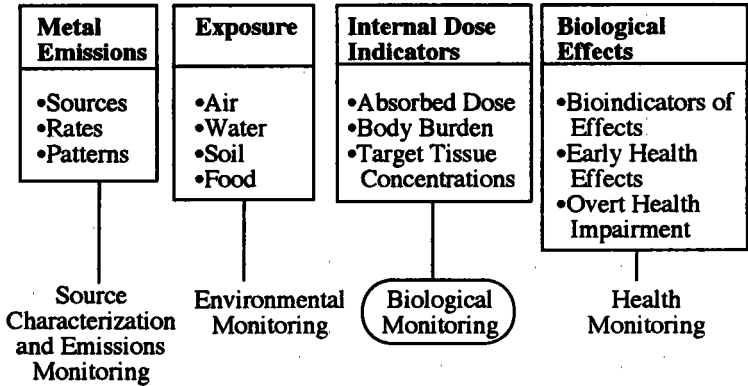 Metal
Emissions
•Sources
•Rates
•Patterns
Source
Characterization
and Emissions
Monitoring
Exposure
•Air
•Water
•Soil
•Food
Environmental
Monitoring
Internal Dose
Indicators
•Absorbed Dose
•Body Burden
•Target Tissue
Concentrations
Biological
Monitoring
Biological
Effects
•Bioindicators of
Effects
•Early Health
Effects
•Overt Health
Impairment
Health
Monitoring